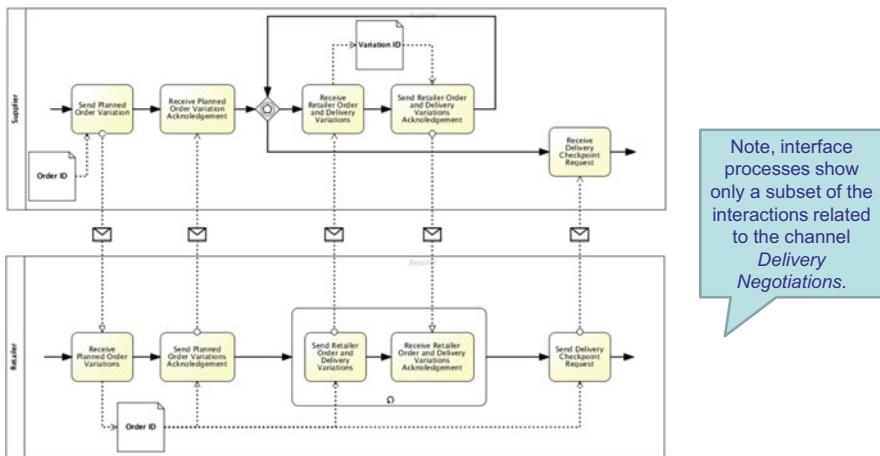 Supplier
Supplier
Variation ID
Send Planned
Order Variation
Receive Planned
Order Variation
Acknoledgement
Receive
Retailer Order
and Delivery
Variations
Send Retailer Order
and Delivery
Variations
Acknoledgement
Receive
Delivery
Checkpoint
Request
Order ID
Note, interface
processes show
only a subset of the
interactions related
to the channel
Delivery
Negotiations.
Retailer
Receive
Planned Order
Variations
Send Planned
Order Variations
Acknoledgement
Send Retailer
Order and
Delivery
Variations
Receive Retailer
Order and Delivery
Variations
Acknoledgement
Send Delivery
Checkpoint
Request
Order ID